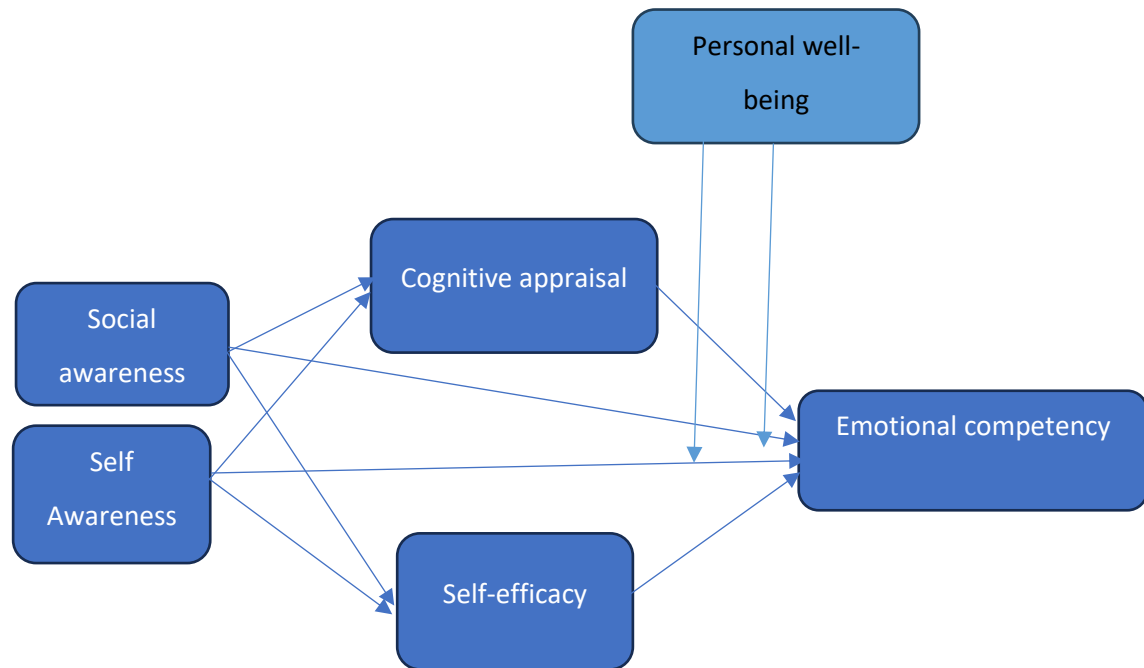 Personal well-
being
Cognitive appraisal
Social
awareness
Emotional competency
Self
Awareness
Self-efficacy